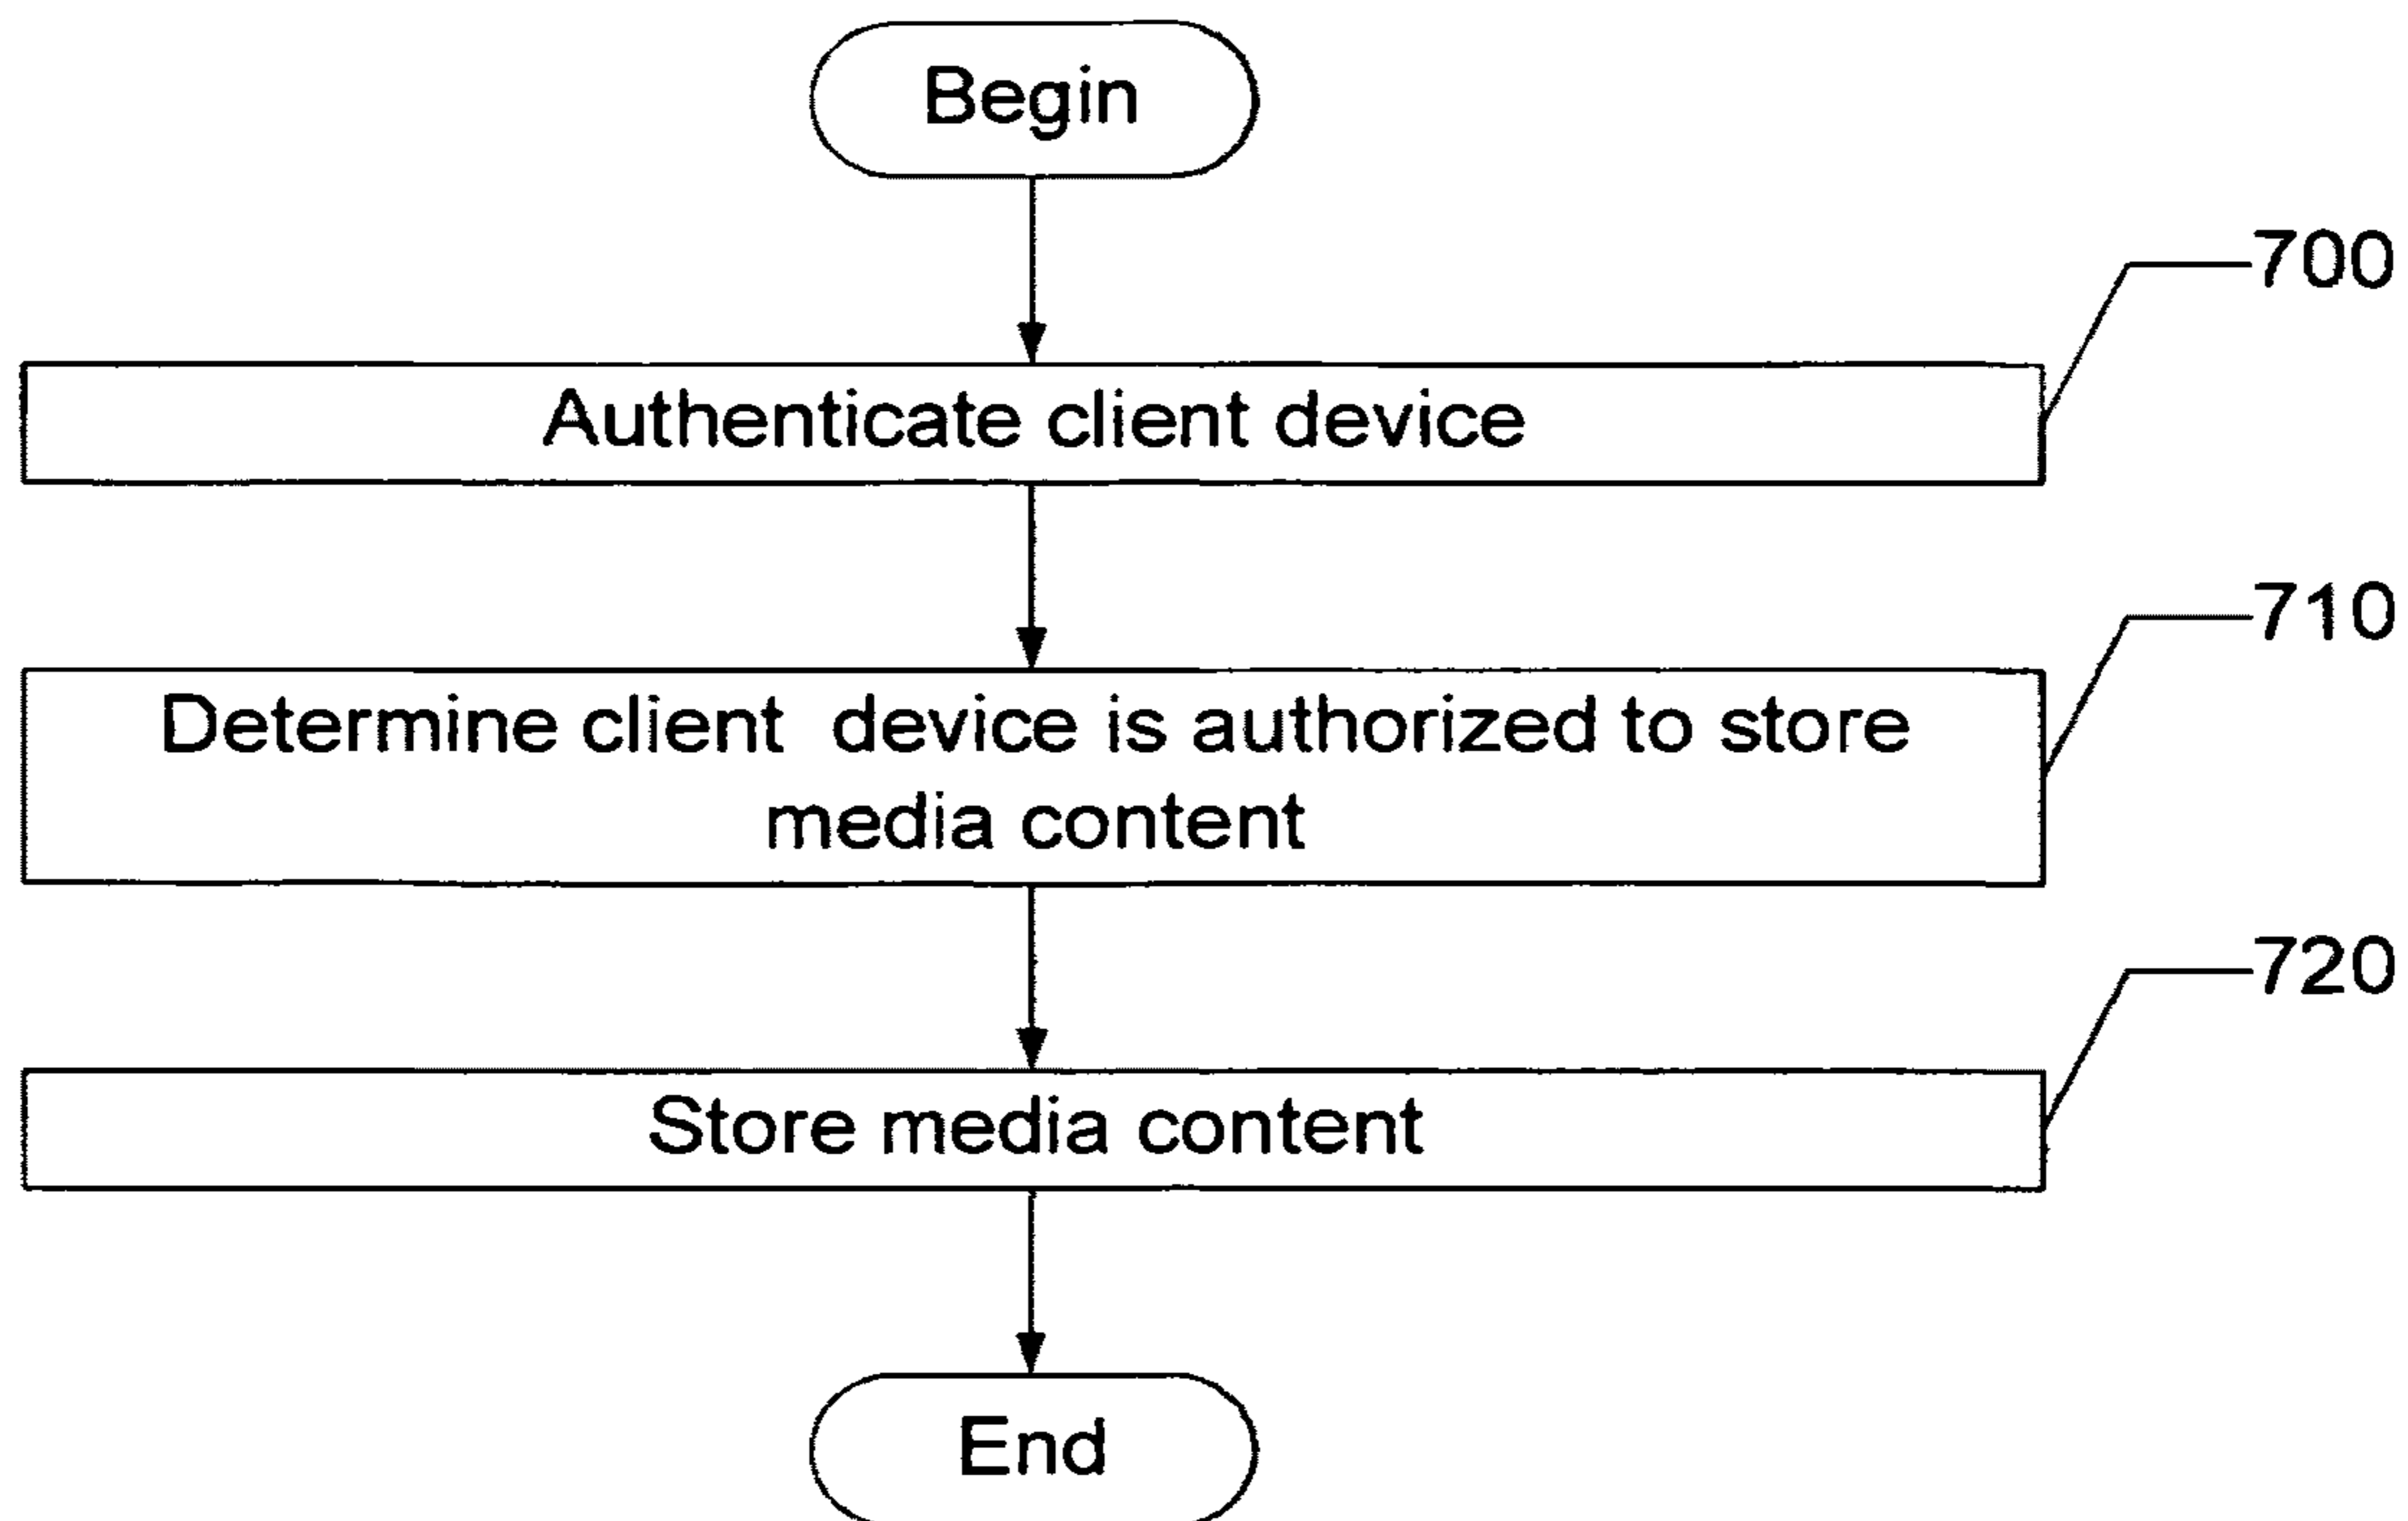 Begin
700
Authenticate client device
710
Determine client device is authorized to store
media content
720
Store media content
End